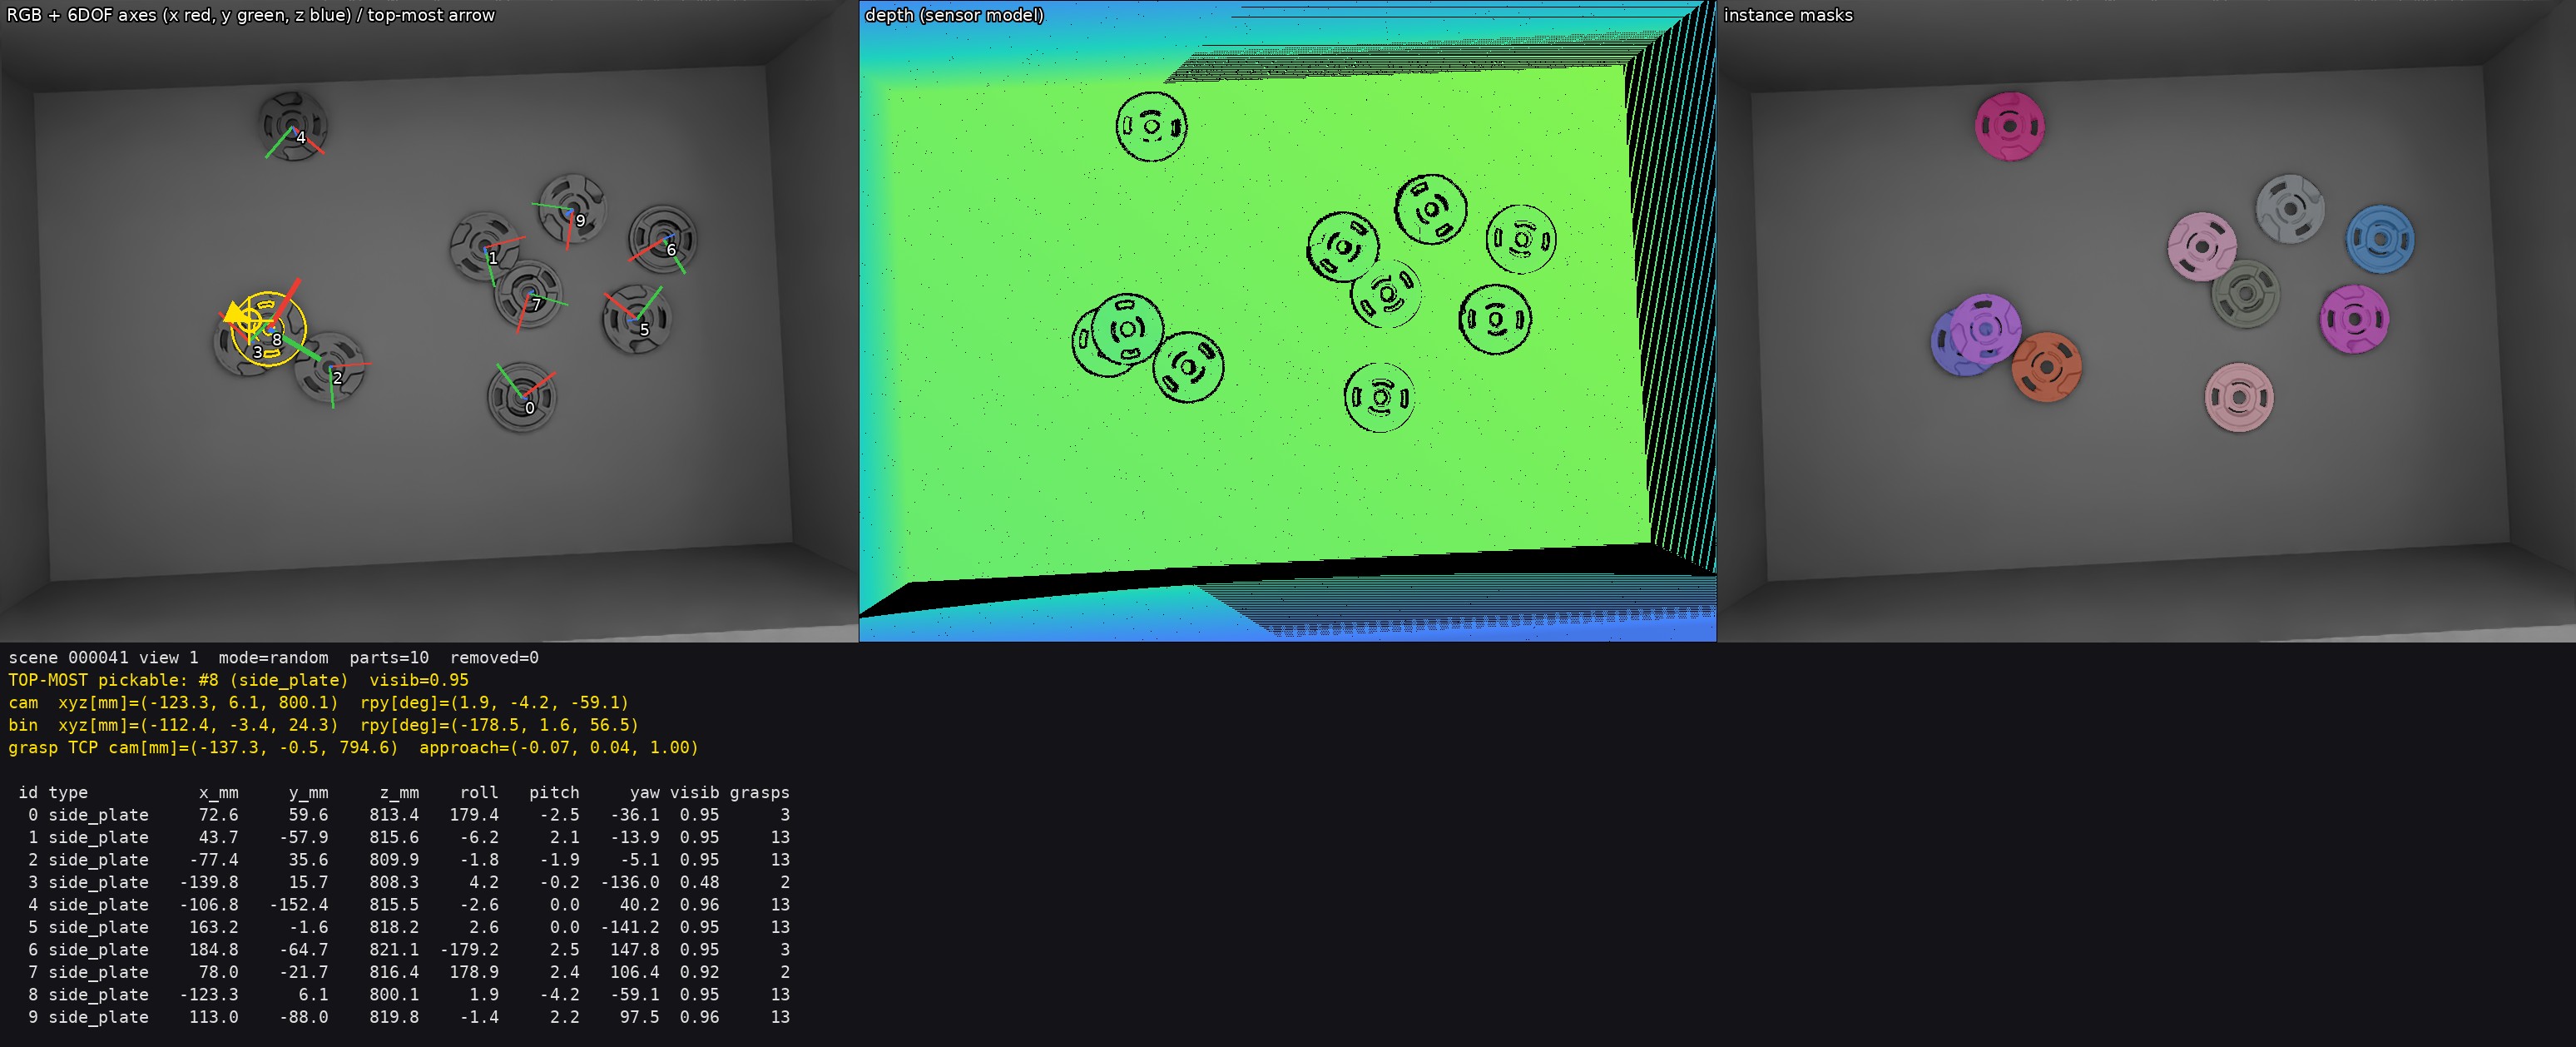 RGB + 6DOF axes (x red, y green, z blue) / top-most arrow
depth (sensor model)
instance masks
4
9
6
1
7
5
8
3
2
0
scene 000041 view 1  mode=random  parts=10  removed=0
TOP-MOST pickable: #8 (side_plate)  visib=0.95
cam  xyz[mm]=(-123.3, 6.1, 800.1)  rpy[deg]=(1.9, -4.2, -59.1)
bin  xyz[mm]=(-112.4, -3.4, 24.3)  rpy[deg]=(-178.5, 1.6, 56.5)
grasp TCP cam[mm]=(-137.3, -0.5, 794.6)  approach=(-0.07, 0.04, 1.00)
id type x_mm y_mm z_mm roll pitch yaw visib grasps
0 side_plate 72.6 59.6 813.4 179.4 -2.5 -36.1 0.95 3
1 side_plate 43.7 -57.9 815.6 -6.2 2.1 -13.9 0.95 13
2 side_plate -77.4 35.6 809.9 -1.8 -1.9 -5.1 0.95 13
3 side_plate -139.8 15.7 808.3 4.2 -0.2 -136.0 0.48 2
4 side_plate -106.8 -152.4 815.5 -2.6 0.0 40.2 0.96 13
5 side_plate 163.2 -1.6 818.2 2.6 0.0 -141.2 0.95 13
6 side_plate 184.8 -64.7 821.1 -179.2 2.5 147.8 0.95 3
7 side_plate 78.0 -21.7 816.4 178.9 2.4 106.4 0.92 2
8 side_plate -123.3 6.1 800.1 1.9 -4.2 -59.1 0.95 13
9 side_plate 113.0 -88.0 819.8 -1.4 2.2 97.5 0.96 13